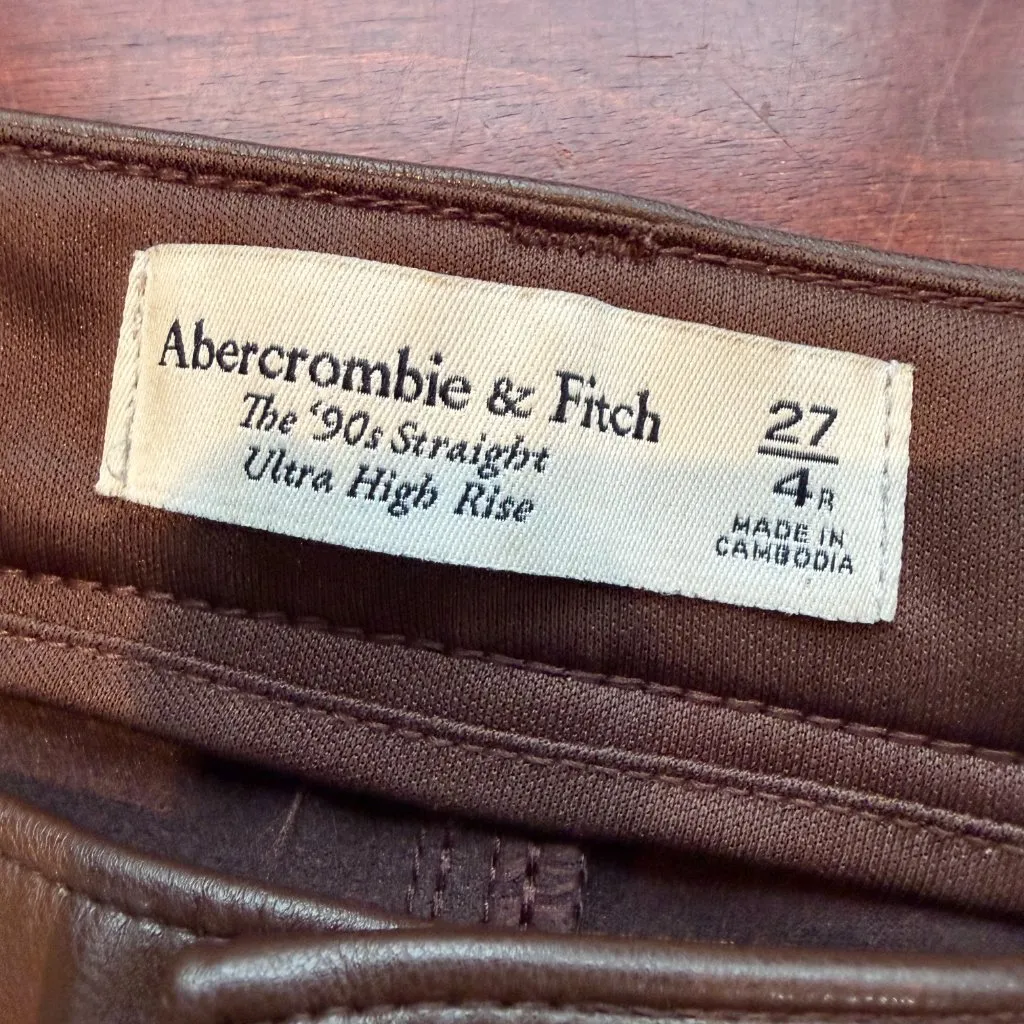 Abercrombie & Fitch
The ‘90s Straight
Ultra High Rise
27
4R
MADE IN
CAMBODIA